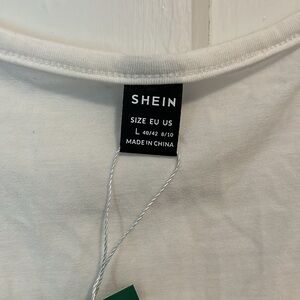 SHEIN
SIZE EU US
L 40/42 8/10
MADE IN CHINA